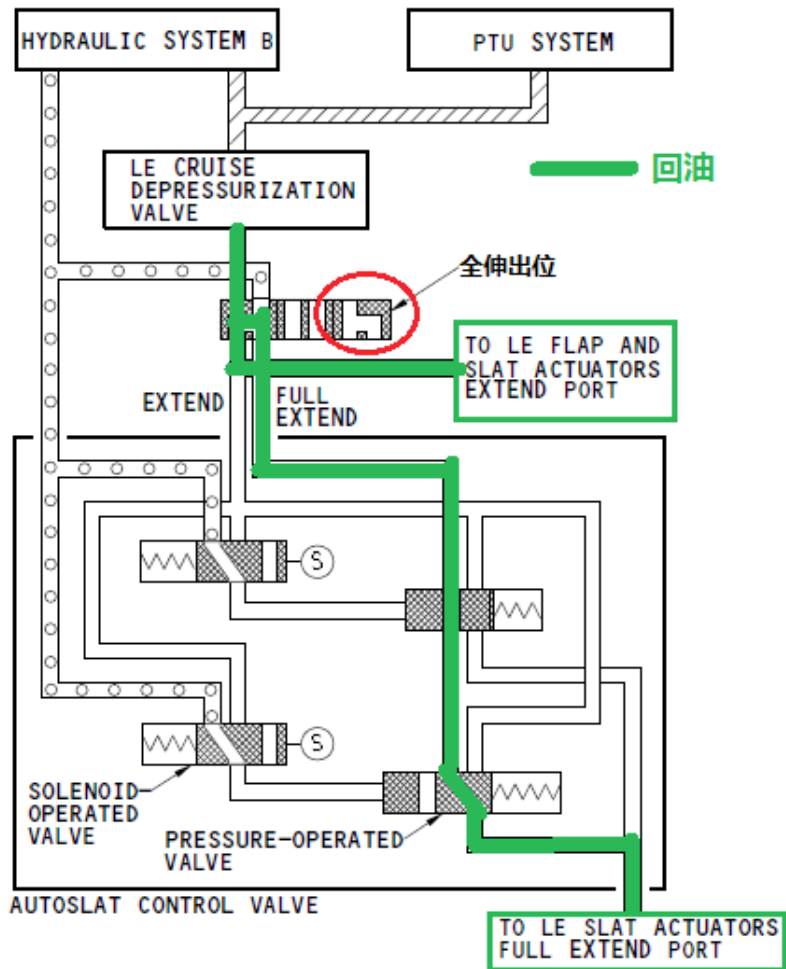 HYDRAULIC SYSTEM B
PTU SYSTEM
LE CRUISE
DEPRESSURIZATION
VALVE
回油
全伸出位
TO LE FLAP AND
SLAT ACTUATORS
EXTEND PORT
EXTEND
FULL
EXTEND
S
S
SOLENOID-
OPERATED
VALVE
PRESSURE-OPERATED
VALVE
AUTOSLAT CONTROL VALVE
TO LE SLAT ACTUATORS
FULL EXTEND PORT